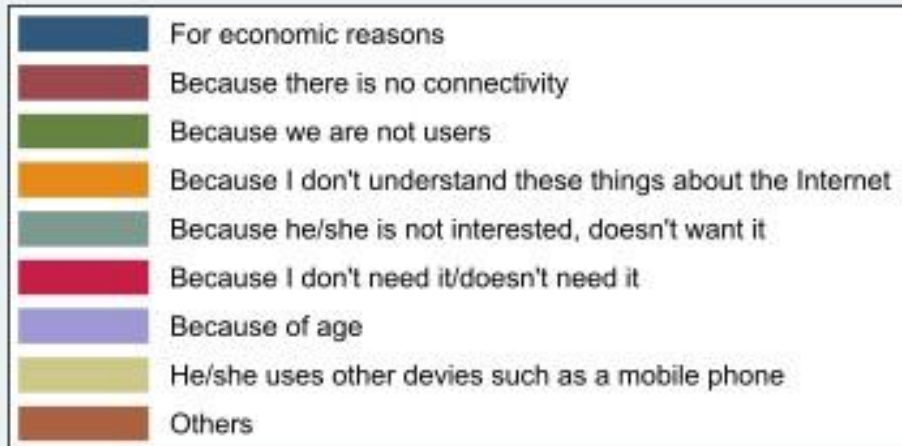 For economic reasons
Because there is no connectivity
Because we are not users
Because I don't understand these things about the Internet
Because he/she is not interested, doesn't want it
Because I don't need it/doesn't need it
Because of age
He/she uses other devies such as a mobile phone
Others